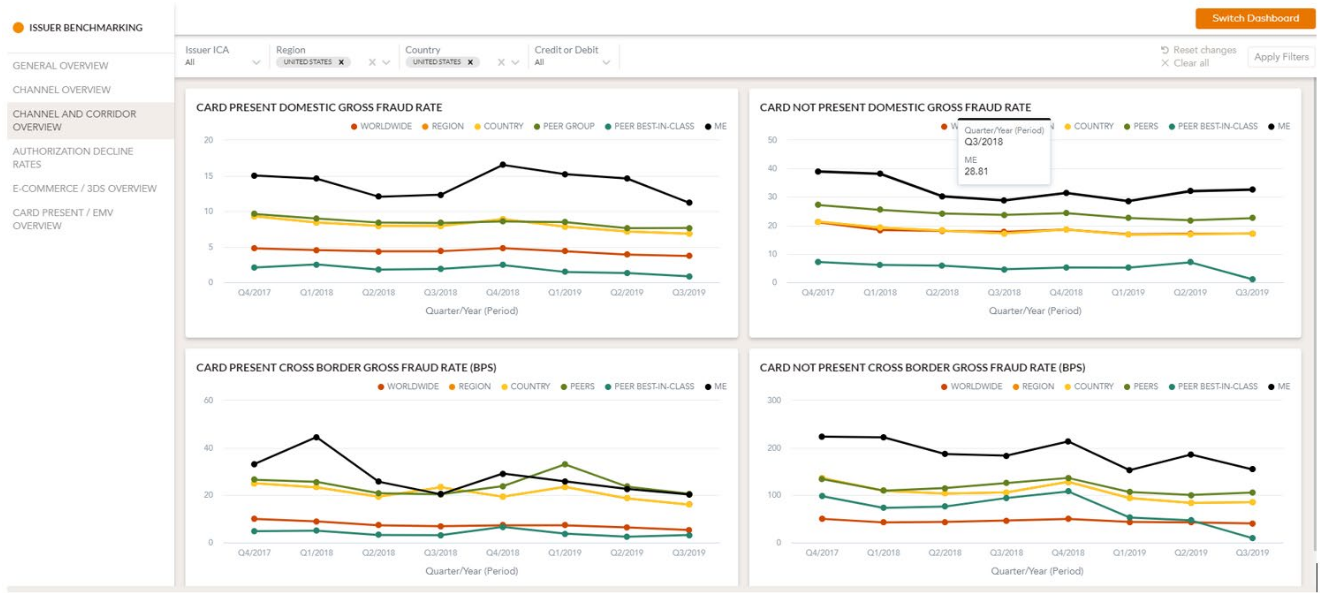 ISSUER BENCHMARKING
Switch Dashboard
GENERAL OVERVIEW
CHANNEL OVERVIEW
CHANNEL AND CORRIDOR
OVERVIEW
AUTHORIZATION DECLINE
RATES
E-COMMERCE / 3DS OVERVIEW
CARD PRESENT / EMV
OVERVIEW
Issuer ICA
All
Region
UNITED STATES X
X
Country
UNITED STATES X
X
Credit or Debit
All
Reset changes
X Clear all
Apply Filters
CARD PRESENT DOMESTIC GROSS FRAUD RATE
WORLDWIDE REGION COUNTRY PEER GROUP PEER BEST-IN-CLASS ME
20
15
10
5
0
Q4/2017 Q1/2018 Q2/2018 Q3/2018 Q4/2018 Q1/2019 Q2/2019 Q3/2019
Quarter/Year (Period)
CARD NOT PRESENT DOMESTIC GROSS FRAUD RATE
COUNTRY PEERS PEER BEST-IN-CLASS ME
Quarter/Year (Period)
Q3/2018
ME
28.81
50
40
30
20
10
0
Q4/2017 Q1/2018 Q2/2018 Q3/2018 Q4/2018 Q1/2019 Q2/2019 Q3/2019
Quarter/Year (Period)
CARD PRESENT CROSS BORDER GROSS FRAUD RATE (BPS)
WORLDWIDE REGION COUNTRY PEERS PEER BEST-IN-CLASS ME
60
40
20
0
Q4/2017 Q1/2018 Q2/2018 Q3/2018 Q4/2018 Q1/2019 Q2/2019 Q3/2019
Quarter/Year (Period)
CARD NOT PRESENT CROSS BORDER GROSS FRAUD RATE (BPS)
WORLDWIDE REGION COUNTRY PEERS PEER BEST-IN-CLASS ME
300
200
100
0
Q4/2017 Q1/2018 Q2/2018 Q3/2018 Q4/2018 Q1/2019 Q2/2019 Q3/2019
Quarter/Year (Period)